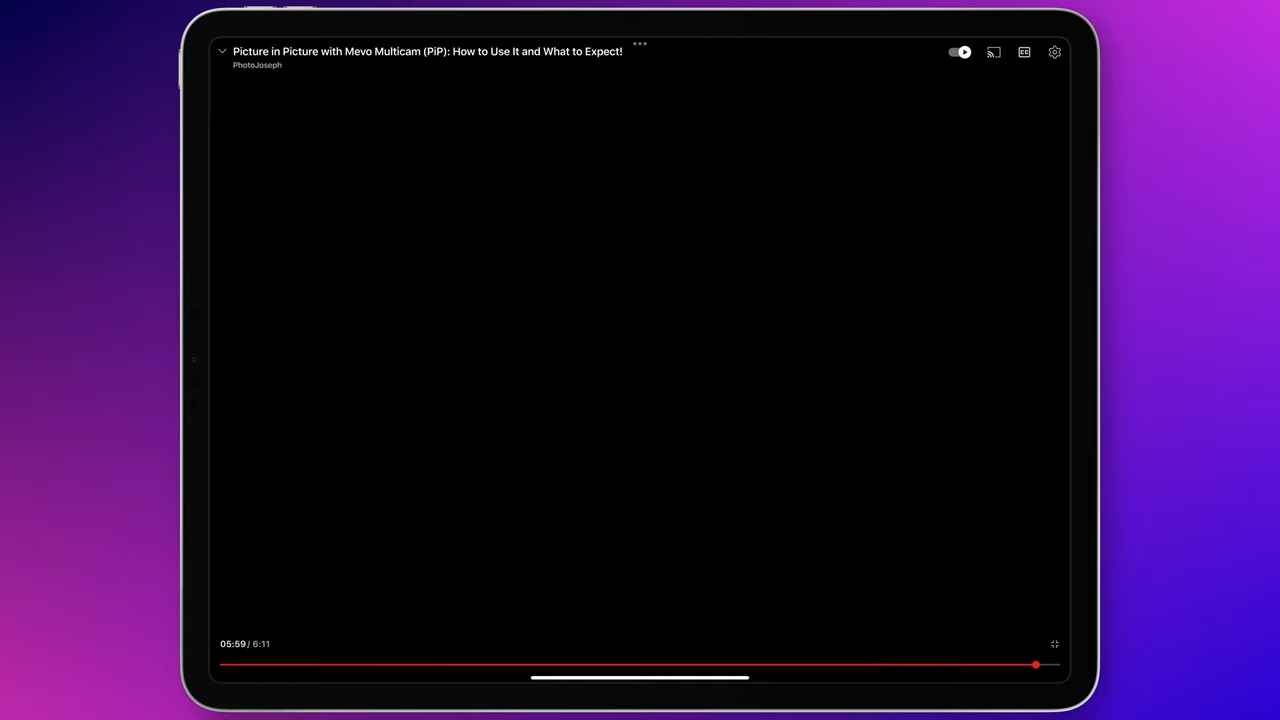 Picture in Picture with Mevo Multicam (PiP): How to Use It and What to Expect!
PhotoJoseph
CC
05:59 / 6:11